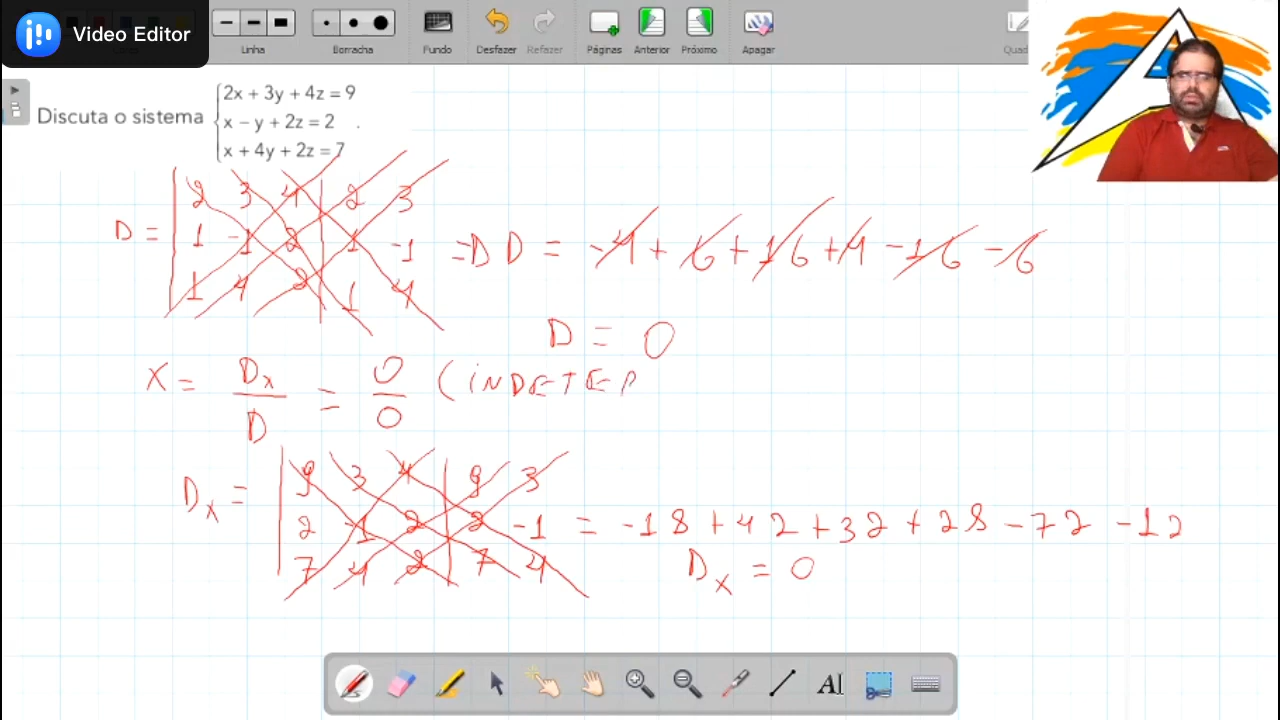 Video Editor
Linha Borracha Fundo Desfazer Refazer Páginas Anterior Próximo Apagar Quad
Discuta o sistema { 2x + 3y + 4z = 9
x − y + 2z = 2 .
x + 4y + 2z = 7
D = | 2 3 4 | 2 3
1 -1 2 | 1 -1 => D = -4 + 6 + 16 + 4 - 16 - 6
1 4 2 | 1 4
D = 0
X = Dx / D = 0 / 0 (INDETER
Dx = | 9 3 4 | 9 3
2 -1 2 | 2 -1 = -18 + 42 + 32 + 28 - 72 - 12
7 4 2 | 7 4
Dx = 0
AI